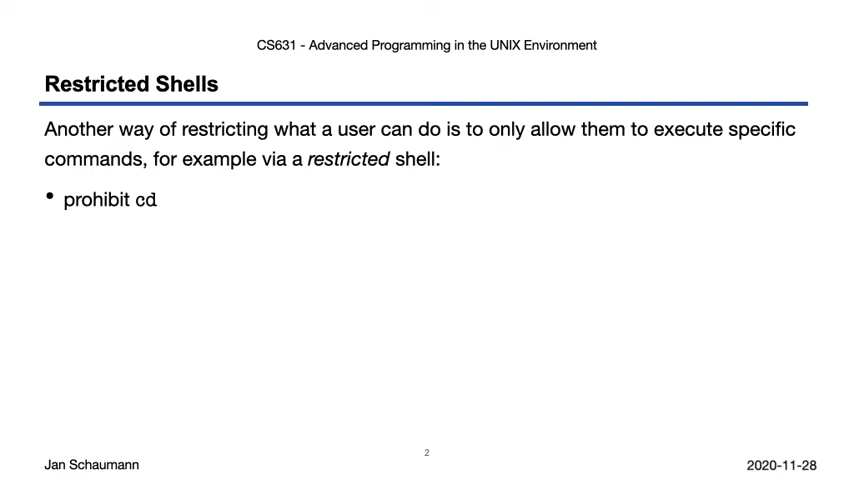 CS631 - Advanced Programming in the UNIX Environment
Restricted Shells
Another way of restricting what a user can do is to only allow them to execute specific
commands, for example via a restricted shell:
• prohibit cd
2
Jan Schaumann
2020-11-28